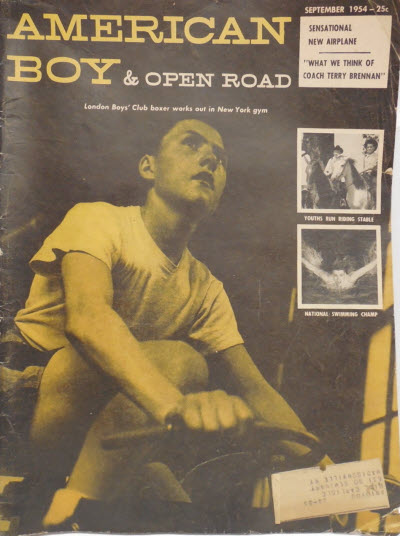 SEPTEMBER 1954 – 25c
AMERICAN
BOY & OPEN ROAD
SENSATIONAL
NEW AIRPLANE
"WHAT WE THINK OF
COACH TERRY BRENNAN"
London Boys' Club boxer works out in New York gym
YOUTHS RUN RIDING STABLE
NATIONAL SWIMMING CHAMP